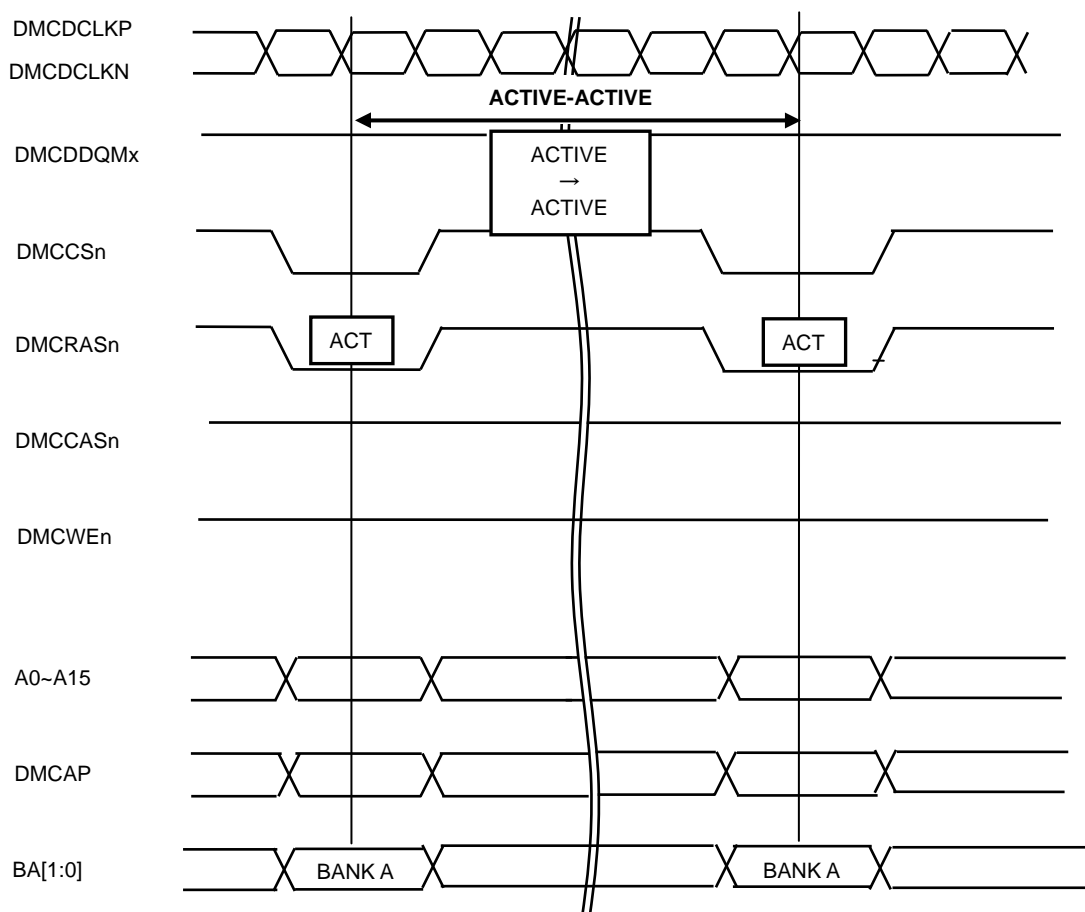 DMCDCLKP
DMCDCLKN
ACTIVE-ACTIVE
DMCDDQMx
ACTIVE
→
ACTIVE
DMCCSn
DMCRASn
ACT
ACT
DMCCASn
DMCWEn
A0~A15
DMCAP
BA[1:0]
BANK A
BANK A